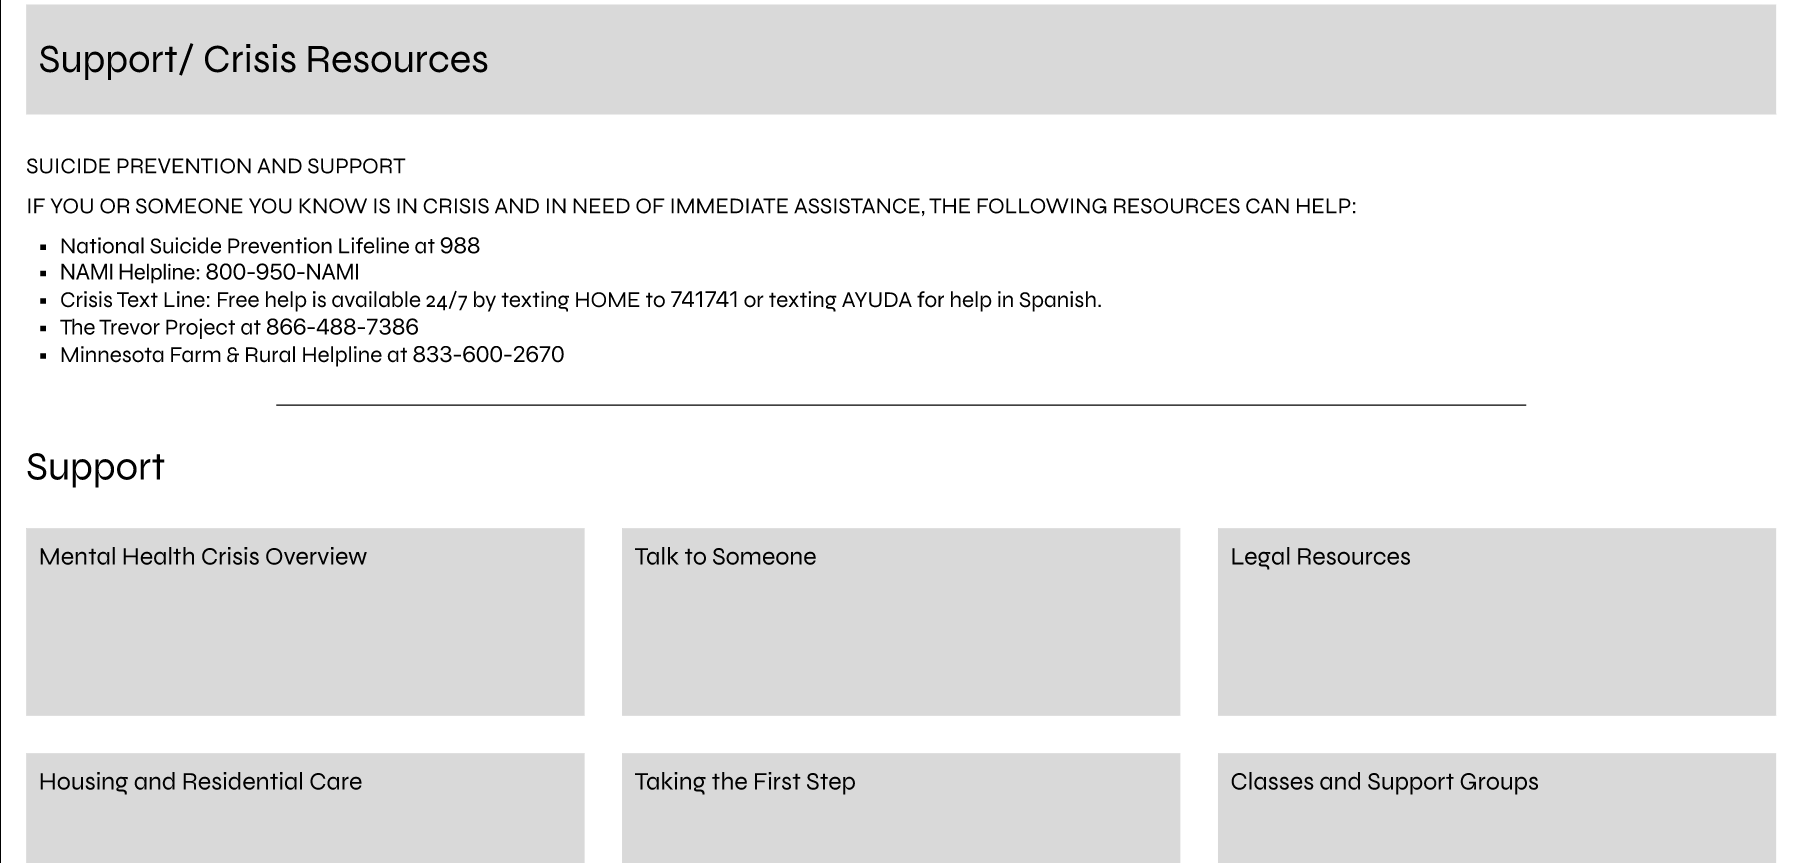 Support/ Crisis Resources
SUICIDE PREVENTION AND SUPPORT
IF YOU OR SOMEONE YOU KNOW IS IN CRISIS AND IN NEED OF IMMEDIATE ASSISTANCE, THE FOLLOWING RESOURCES CAN HELP:
▪ National Suicide Prevention Lifeline at 988
▪ NAMI Helpline: 800-950-NAMI
▪ Crisis Text Line: Free help is available 24/7 by texting HOME to 741741 or texting AYUDA for help in Spanish.
▪ The Trevor Project at 866-488-7386
▪ Minnesota Farm & Rural Helpline at 833-600-2670
Support
Mental Health Crisis Overview
Talk to Someone
Legal Resources
Housing and Residential Care
Taking the First Step
Classes and Support Groups